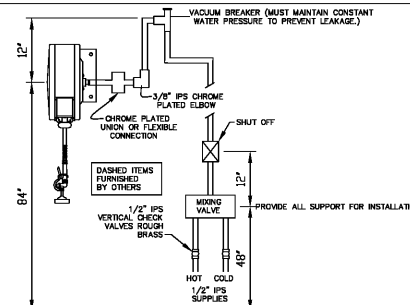 VACUUM BREAKER (MUST MAINTAIN CONSTANT
WATER PRESSURE TO PREVENT LEAKAGE.)
12"
3/8" IPS CHROME
PLATED ELBOW
CHROME PLATED
UNION OR FLEXIBLE
CONNECTION
SHUT OFF
DASHED ITEMS
FURNISHED
BY OTHERS
84"
12"
MIXING
VALVE
PROVIDE ALL SUPPORT FOR INSTALLATI
1/2" IPS
VERTICAL CHECK
VALVES ROUGH
BRASS
48"
HOT COLD
1/2" IPS
SUPPLIES